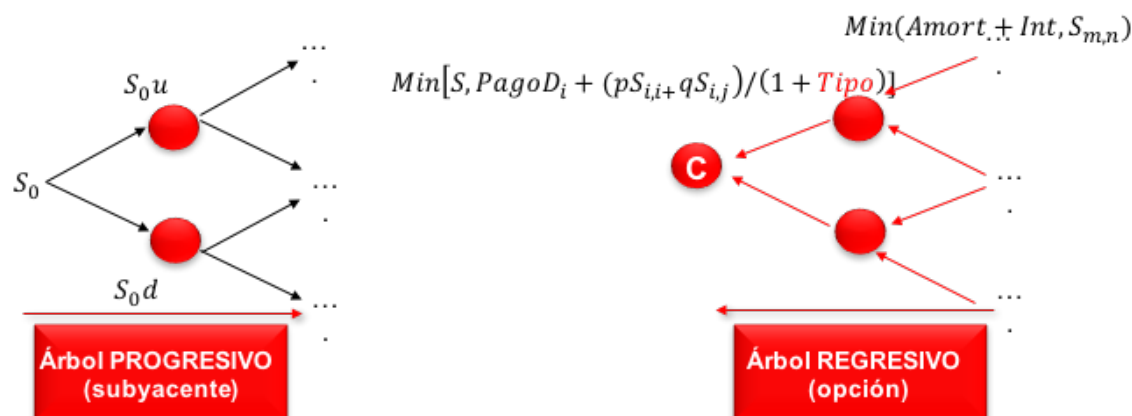 Min(Amort + Int, S_{m,n})
...
.
...
.
S_0u
Min[S, PagoD_i + (pS_{i,i+} qS_{i,j})/(1 + Tipo)]
C
S_0
...
.
...
.
S_0d
...
.
...
.
Árbol PROGRESIVO
(subyacente)
Árbol REGRESIVO
(opción)